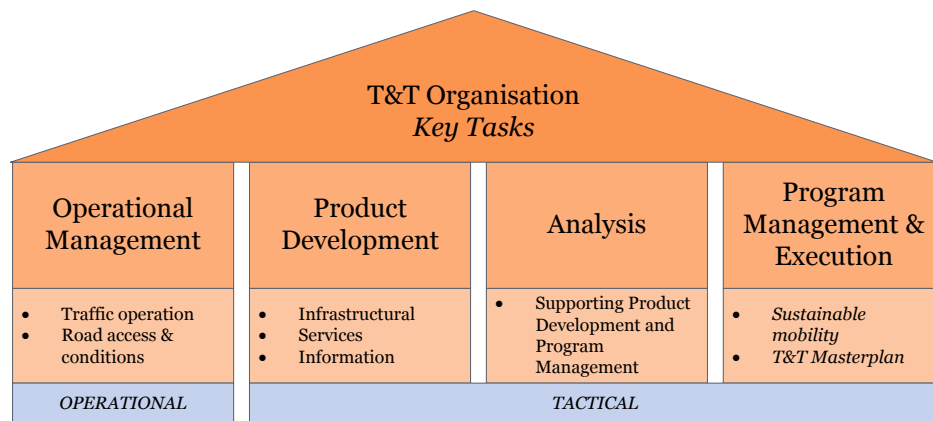 T&T Organisation
Key Tasks
Operational
Management
Product
Development
Analysis
Program
Management &
Execution
• Traffic operation
• Road access &
conditions
• Infrastructural
• Services
• Information
• Supporting Product
Development and
Program
Management
• Sustainable
mobility
• T&T Masterplan
OPERATIONAL
TACTICAL